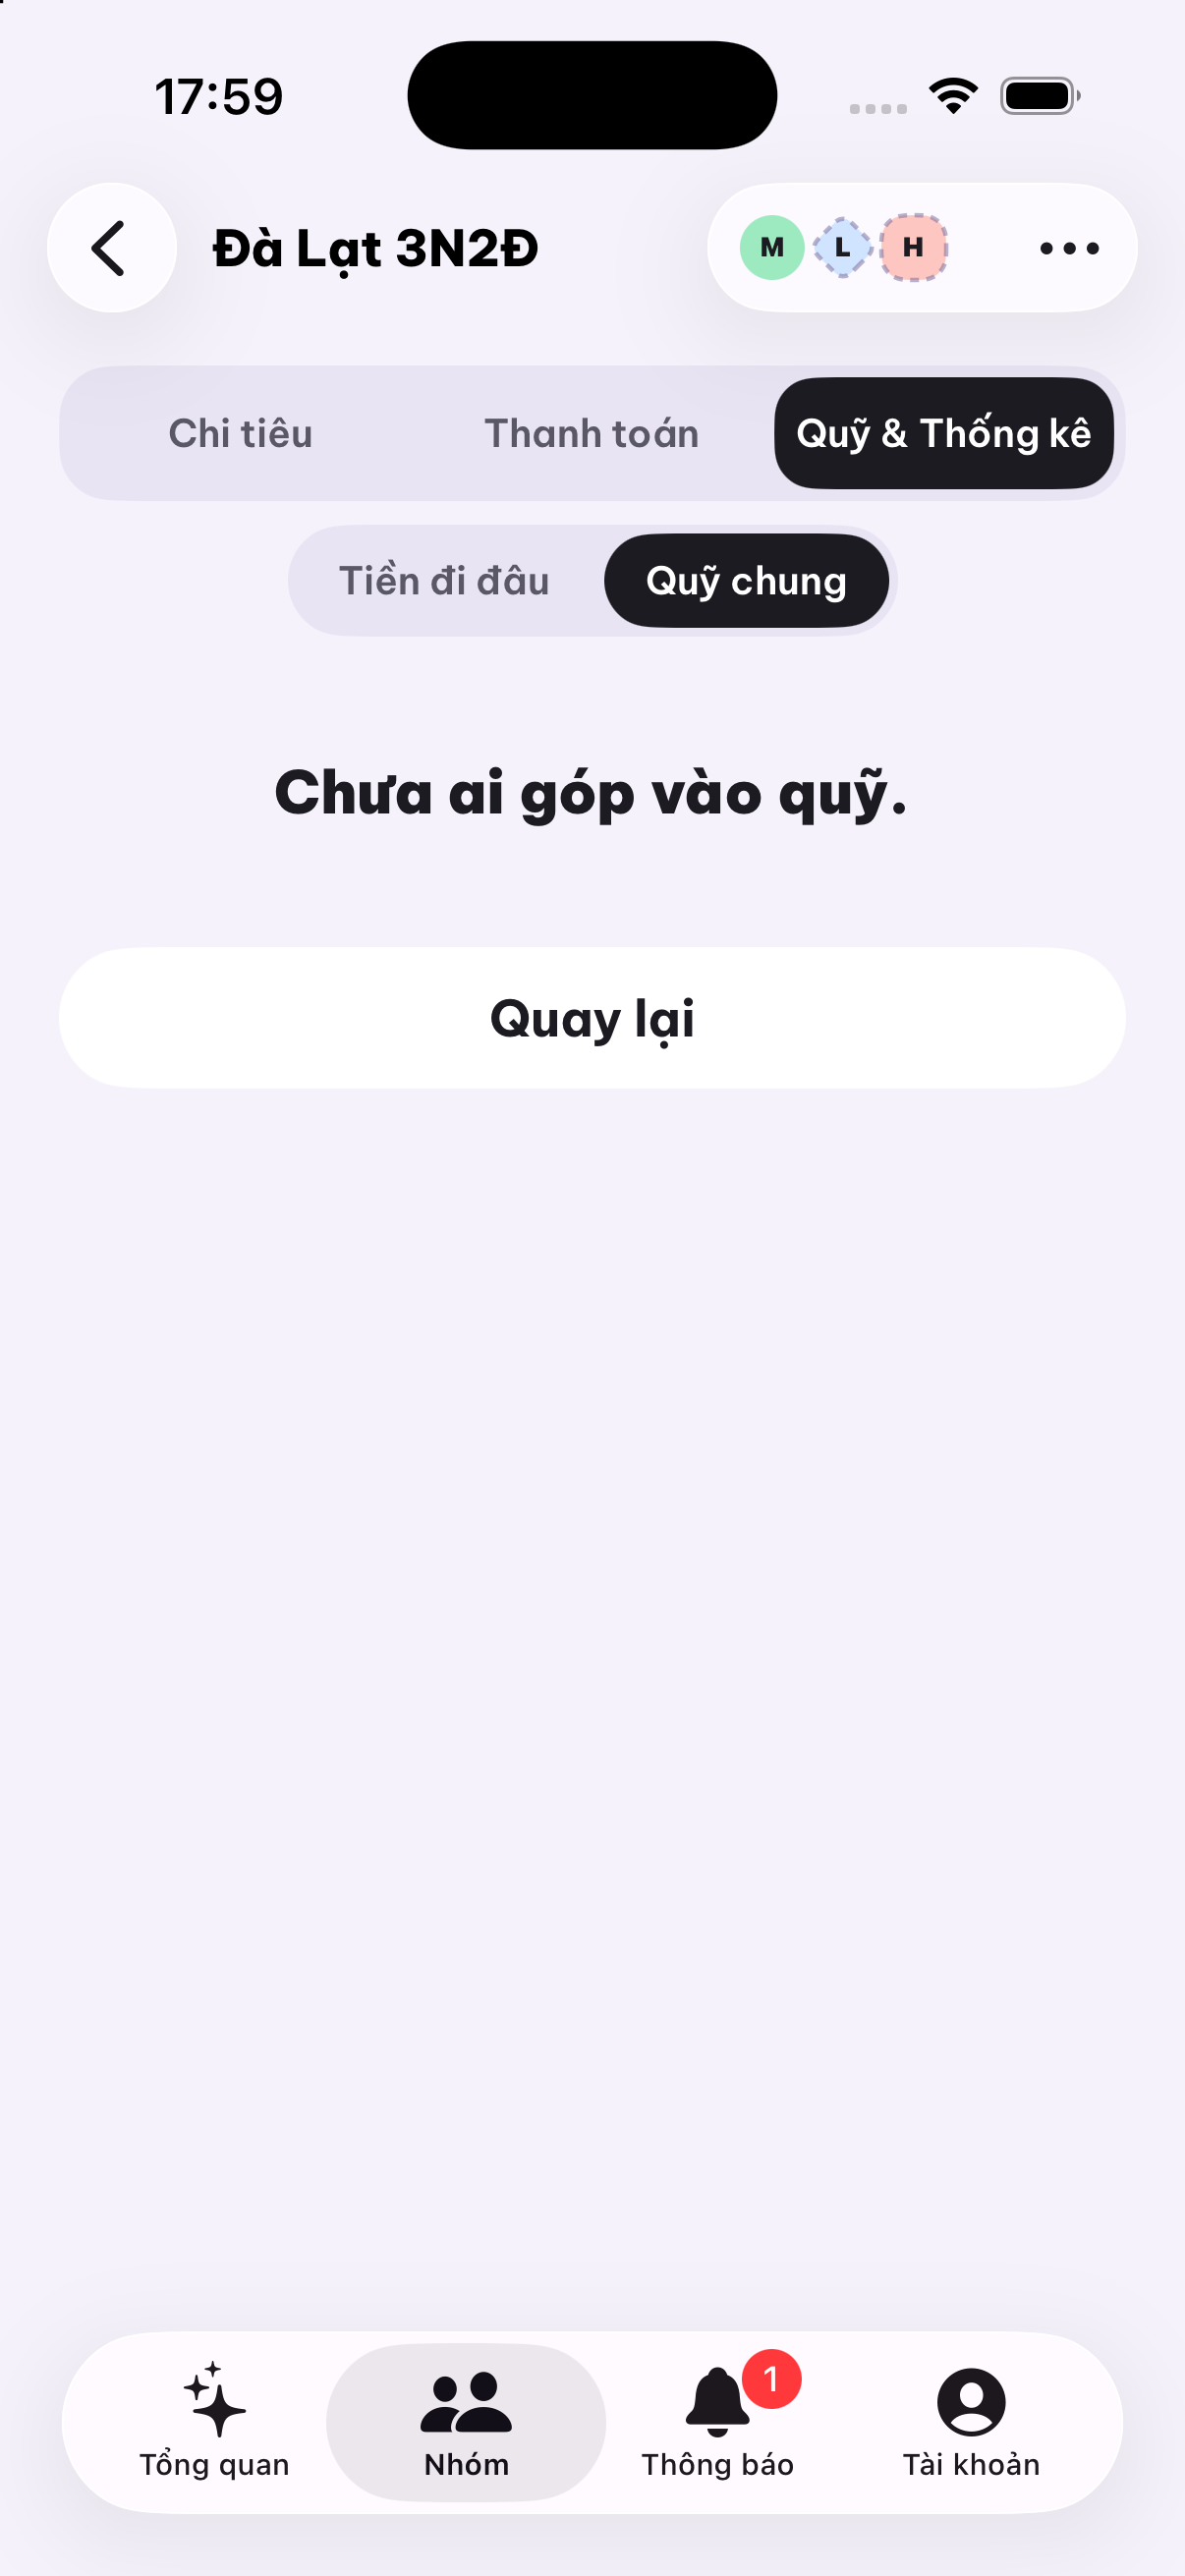 17:59
Đà Lạt 3N2Đ
M L H
Chi tiêu Thanh toán Quỹ & Thống kê
Tiền đi đâu Quỹ chung
Chưa ai góp vào quỹ.
Quay lại
1
Tổng quan Nhóm Thông báo Tài khoản